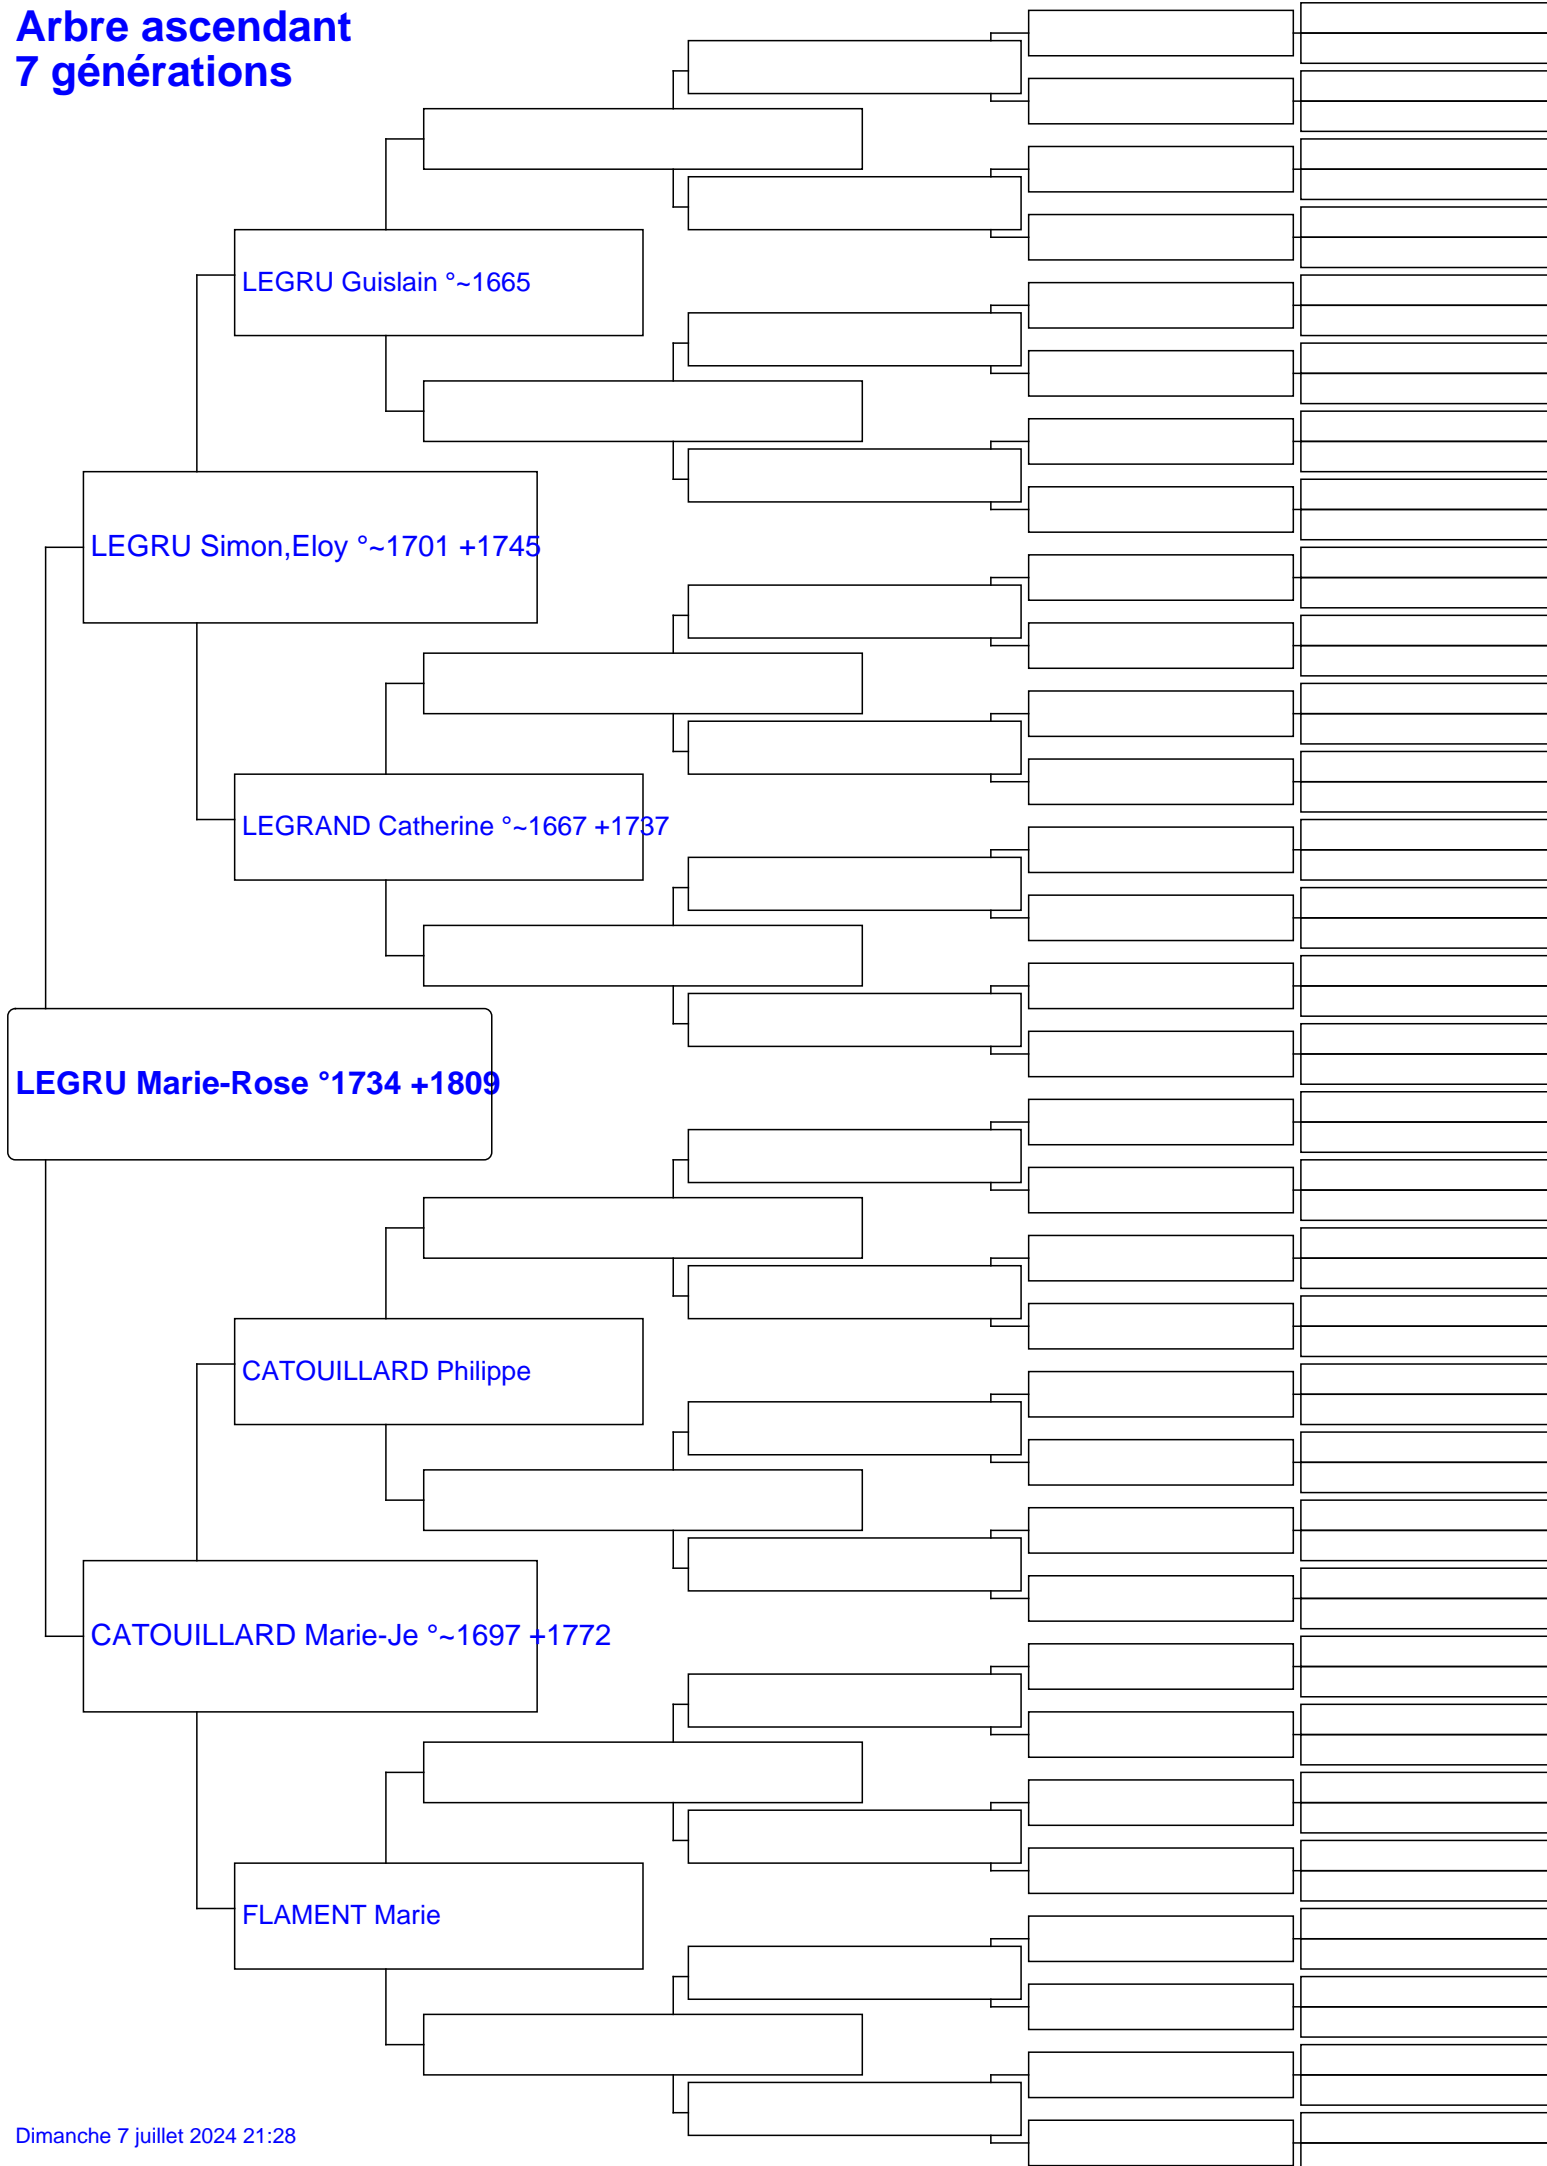 Arbre ascendant
7 générations
LEGRU Guislain °~1665
LEGRU Simon,Eloy °~1701 +1745
LEGRAND Catherine °~1667 +1737
LEGRU Marie-Rose °1734 +1809
CATOUILLARD Philippe
CATOUILLARD Marie-Je °~1697 +1772
FLAMENT Marie
Dimanche 7 juillet 2024 21:28